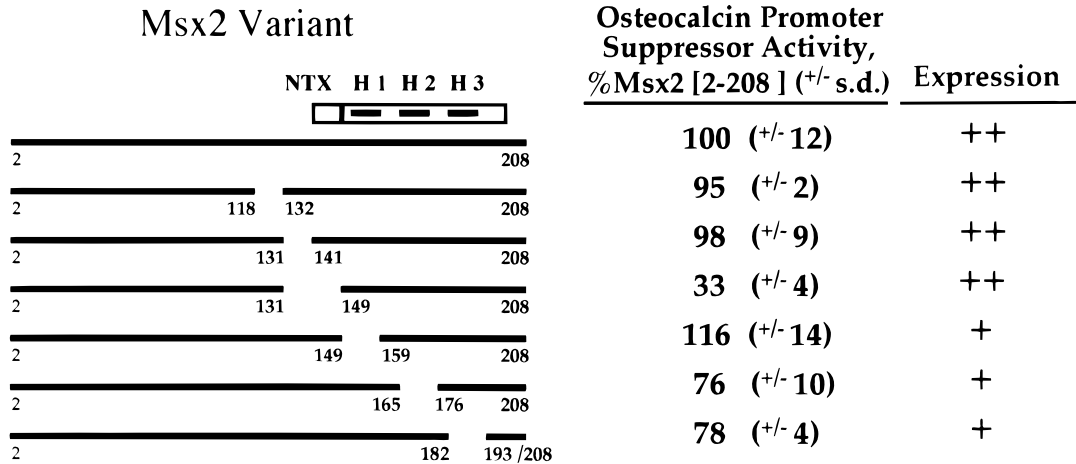 Msx2 Variant
Osteocalcin Promoter
Suppressor Activity,
%Msx2 [2-208 ] (+/- s.d.)
Expression
NTX H 1 H 2 H 3
2 208 100 (+/- 12) ++
2 118 132 208 95 (+/- 2) ++
2 131 141 208 98 (+/- 9) ++
2 131 149 208 33 (+/- 4) ++
2 149 159 208 116 (+/- 14) +
2 165 176 208 76 (+/- 10) +
2 182 193 /208 78 (+/- 4) +